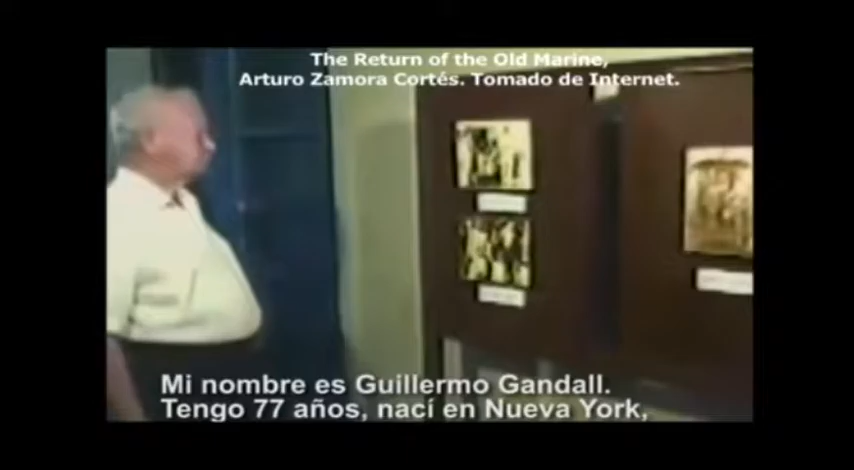 The Return of the Old Marine,
Arturo Zamora Cortés. Tomado de Internet.
Mi nombre es Guillermo Gandall.
Tengo 77 años, nací en Nueva York,